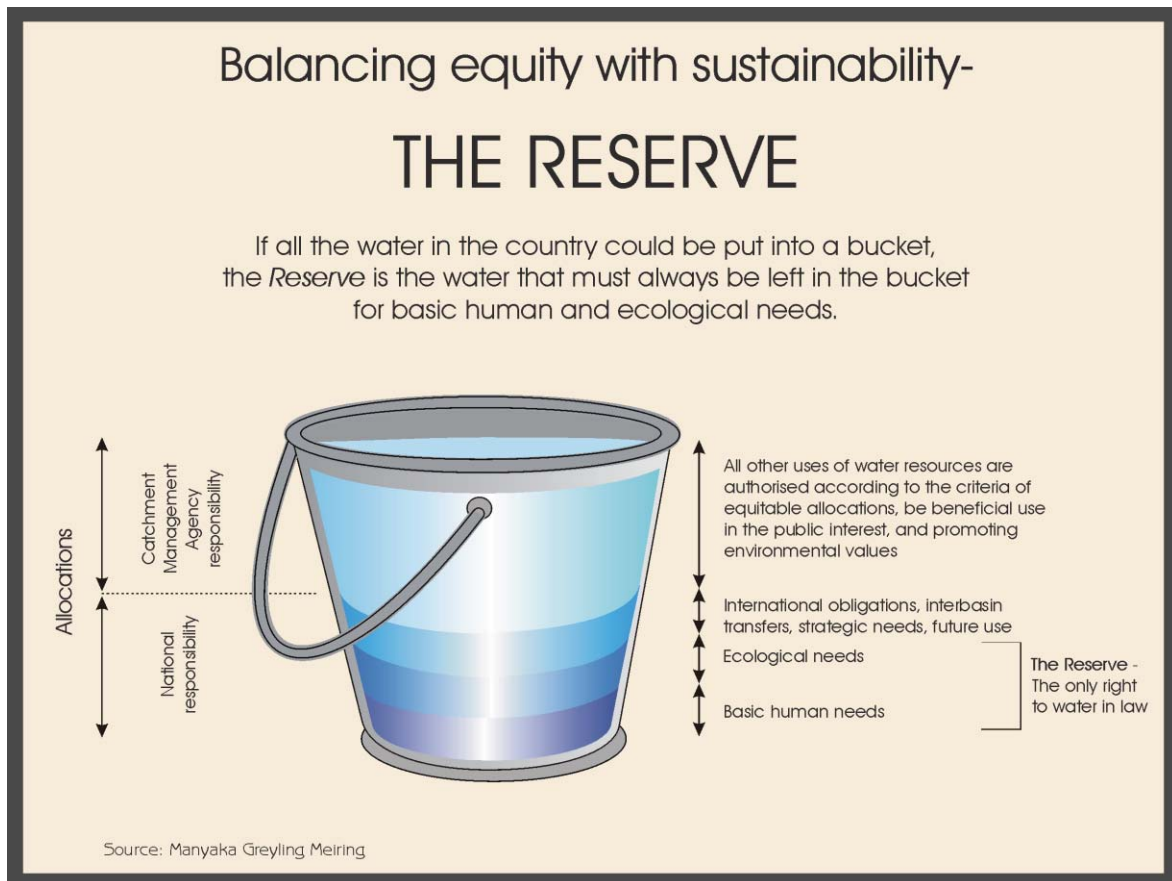 Balancing equity with sustainability-
THE RESERVE
If all the water in the country could be put into a bucket,
the Reserve is the water that must always be left in the bucket
for basic human and ecological needs.
Allocations
Catchment
Management
Agency
responsibility
National
responsibility
All other uses of water resources are
authorised according to the criteria of
equitable allocations, be beneficial use
in the public interest, and promoting
environmental values
International obligations, interbasin
transfers, strategic needs, future use
Ecological needs
Basic human needs
The Reserve -
The only right
to water in law
Source: Manyaka Greyling Meiring